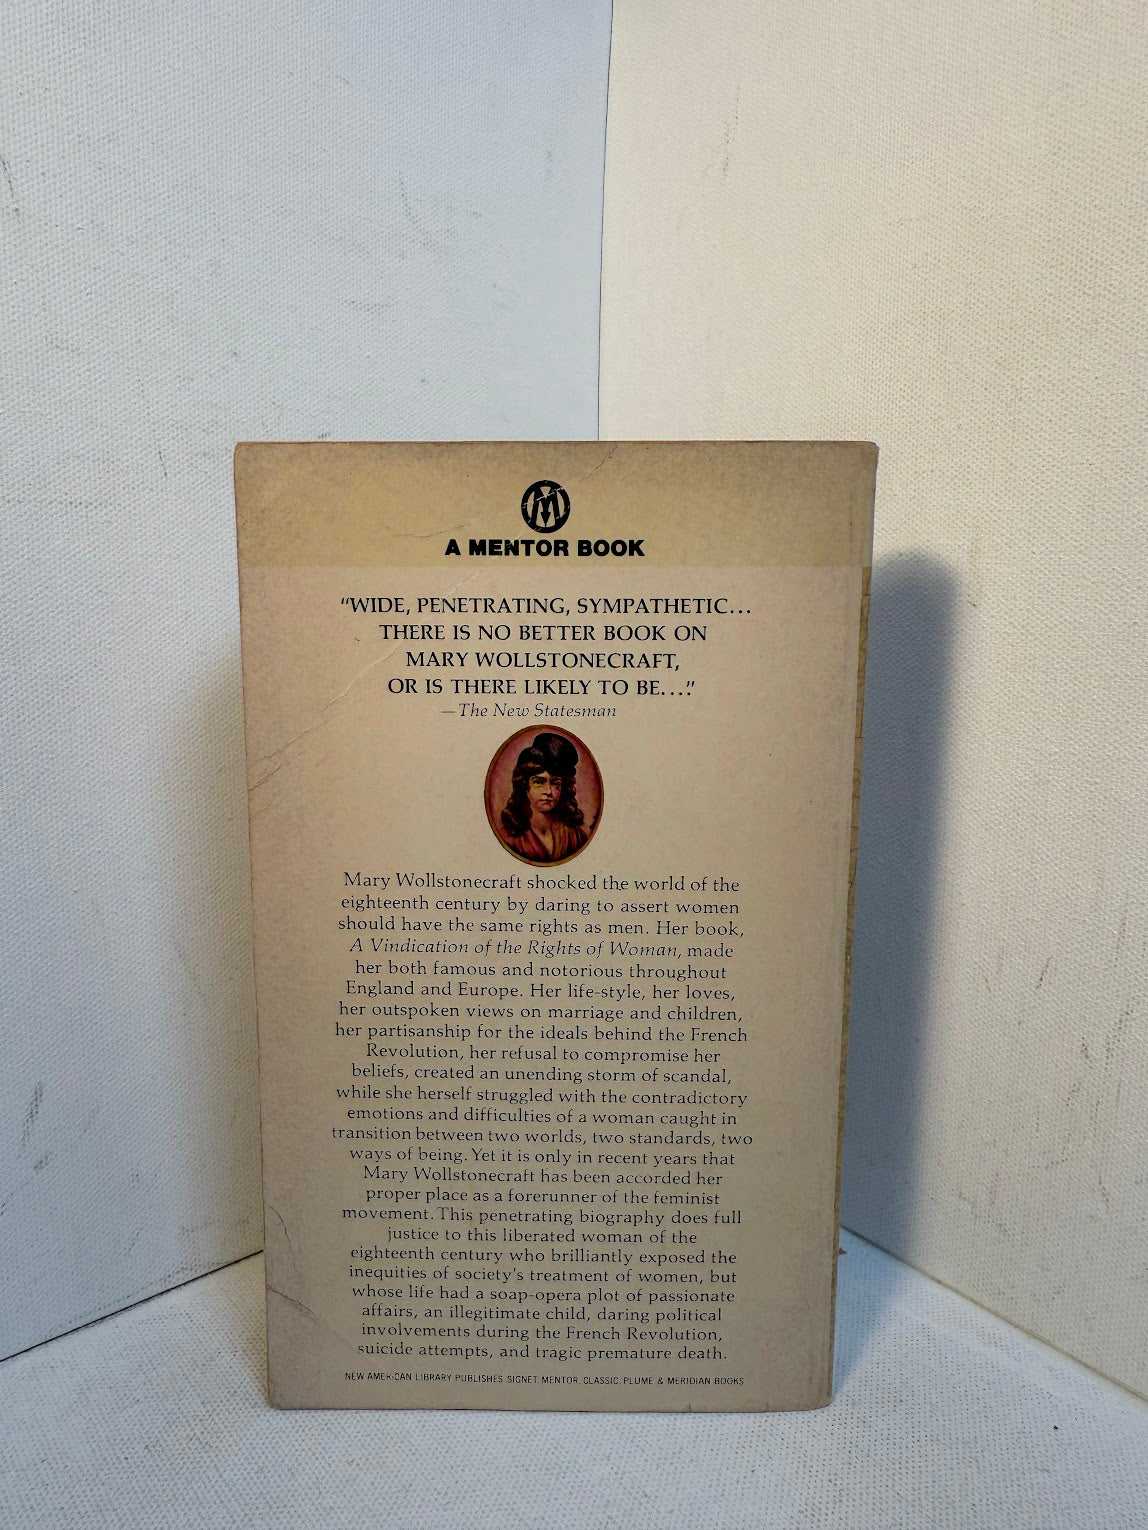 M
A MENTOR BOOK
"WIDE, PENETRATING, SYMPATHETIC...
THERE IS NO BETTER BOOK ON
MARY WOLLSTONECRAFT,
OR IS THERE LIKELY TO BE..."
—The New Statesman
Mary Wollstonecraft shocked the world of the
eighteenth century by daring to assert women
should have the same rights as men. Her book,
A Vindication of the Rights of Woman, made
her both famous and notorious throughout
England and Europe. Her life-style, her loves,
her outspoken views on marriage and children,
her partisanship for the ideals behind the French
Revolution, her refusal to compromise her
beliefs, created an unending storm of scandal,
while she herself struggled with the contradictory
emotions and difficulties of a woman caught in
transition between two worlds, two standards, two
ways of being. Yet it is only in recent years that
Mary Wollstonecraft has been accorded her
proper place as a forerunner of the feminist
movement. This penetrating biography does full
justice to this liberated woman of the
eighteenth century who brilliantly exposed the
inequities of society's treatment of women, but
whose life had a soap-opera plot of passionate
affairs, an illegitimate child, daring political
involvements during the French Revolution,
suicide attempts, and tragic premature death.
NEW AMERICAN LIBRARY PUBLISHES SIGNET, MENTOR, CLASSIC, PLUME & MERIDIAN BOOKS